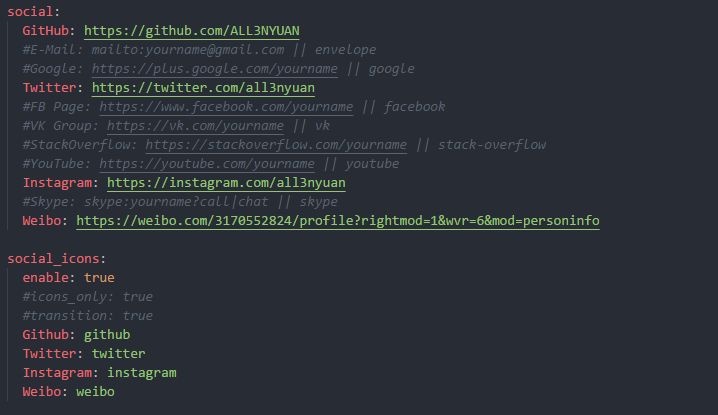 social:
  GitHub: https://github.com/ALL3NYUAN
  #E-Mail: mailto:yourname@gmail.com || envelope
  #Google: https://plus.google.com/yourname || google
  Twitter: https://twitter.com/all3nyuan
  #FB Page: https://www.facebook.com/yourname || facebook
  #VK Group: https://vk.com/yourname || vk
  #StackOverflow: https://stackoverflow.com/yourname || stack-overflow
  #YouTube: https://youtube.com/yourname || youtube
  Instagram: https://instagram.com/all3nyuan
  #Skype: skype:yourname?call|chat || skype
  Weibo: https://weibo.com/3170552824/profile?rightmod=1&wvr=6&mod=personinfo

social_icons:
  enable: true
  #icons_only: true
  #transition: true
  Github: github
  Twitter: twitter
  Instagram: instagram
  Weibo: weibo